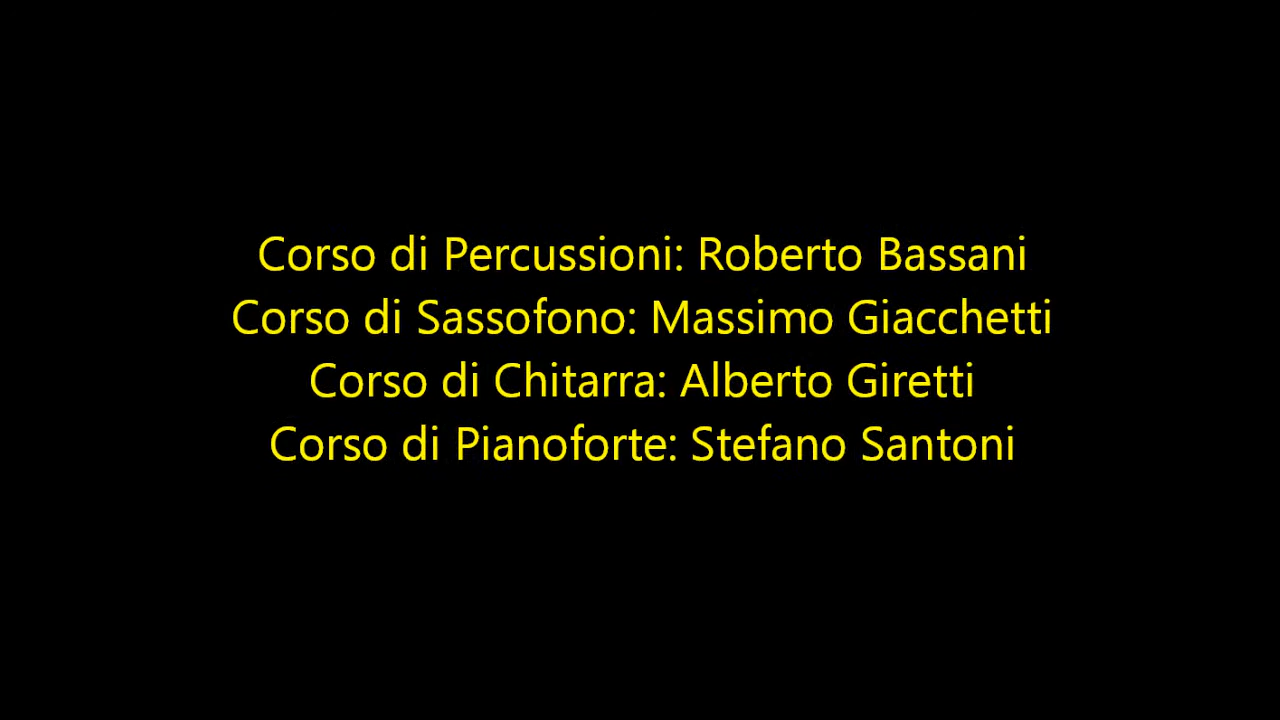 Corso di Percussioni: Roberto Bassani
Corso di Sassofono: Massimo Giacchetti
Corso di Chitarra: Alberto Giretti
Corso di Pianoforte: Stefano Santoni